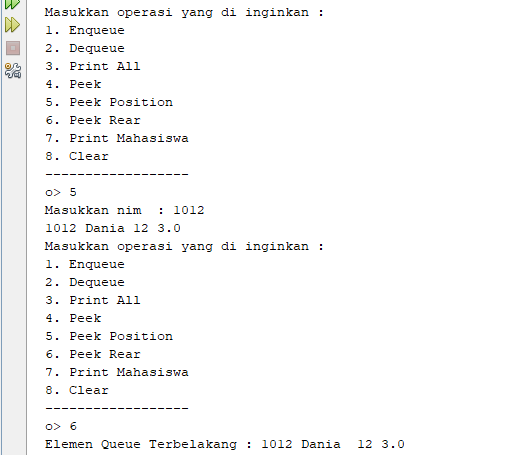 Masukkan operasi yang di inginkan :
1. Enqueue
2. Dequeue
3. Print All
4. Peek
5. Peek Position
6. Peek Rear
7. Print Mahasiswa
8. Clear
------------------
o> 5
Masukkan nim  : 1012
1012 Dania 12 3.0
Masukkan operasi yang di inginkan :
1. Enqueue
2. Dequeue
3. Print All
4. Peek
5. Peek Position
6. Peek Rear
7. Print Mahasiswa
8. Clear
------------------
o> 6
Elemen Queue Terbelakang : 1012 Dania  12 3.0